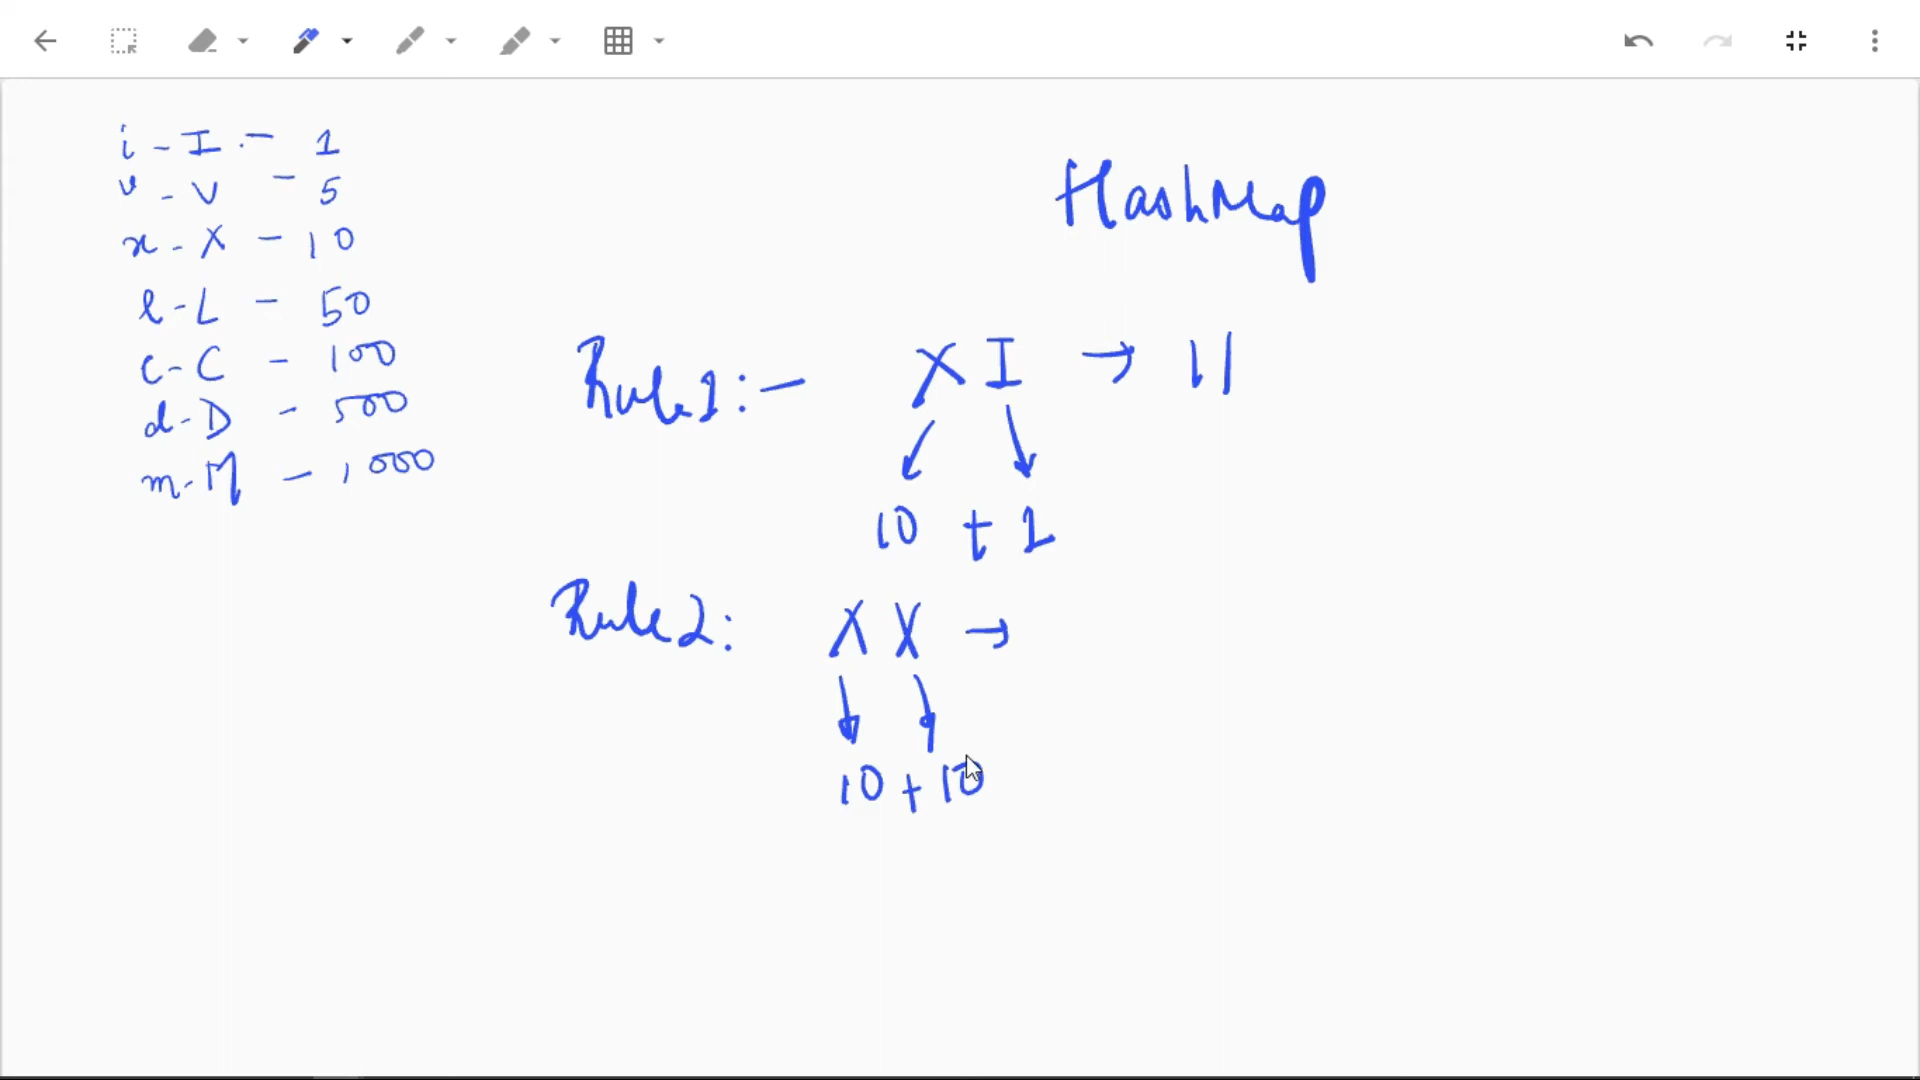 i - I - 1
v - V - 5
x - X - 10
l - L - 50
c - C - 100
d - D - 500
m - M - 1,000
HashMap
Rule1:- XI → 11
10 + 1
Rule2: XX →
10 + 10